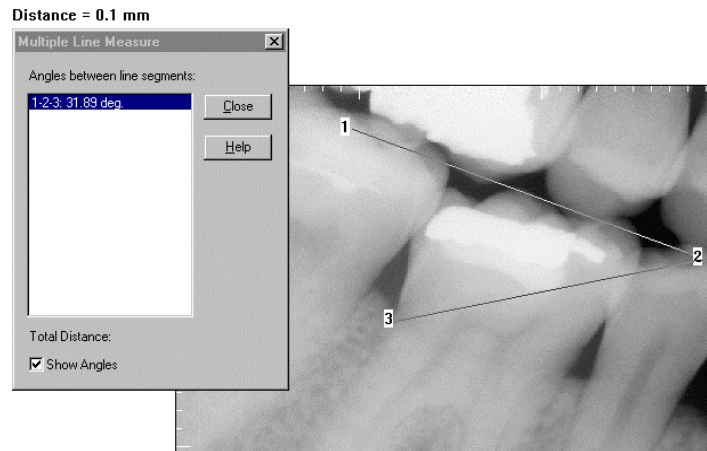 Distance = 0.1 mm
Multiple Line Measure
Angles between line segments:
1-2-3: 31.89 deg.
Close
Help
Total Distance:
Show Angles
1
2
3